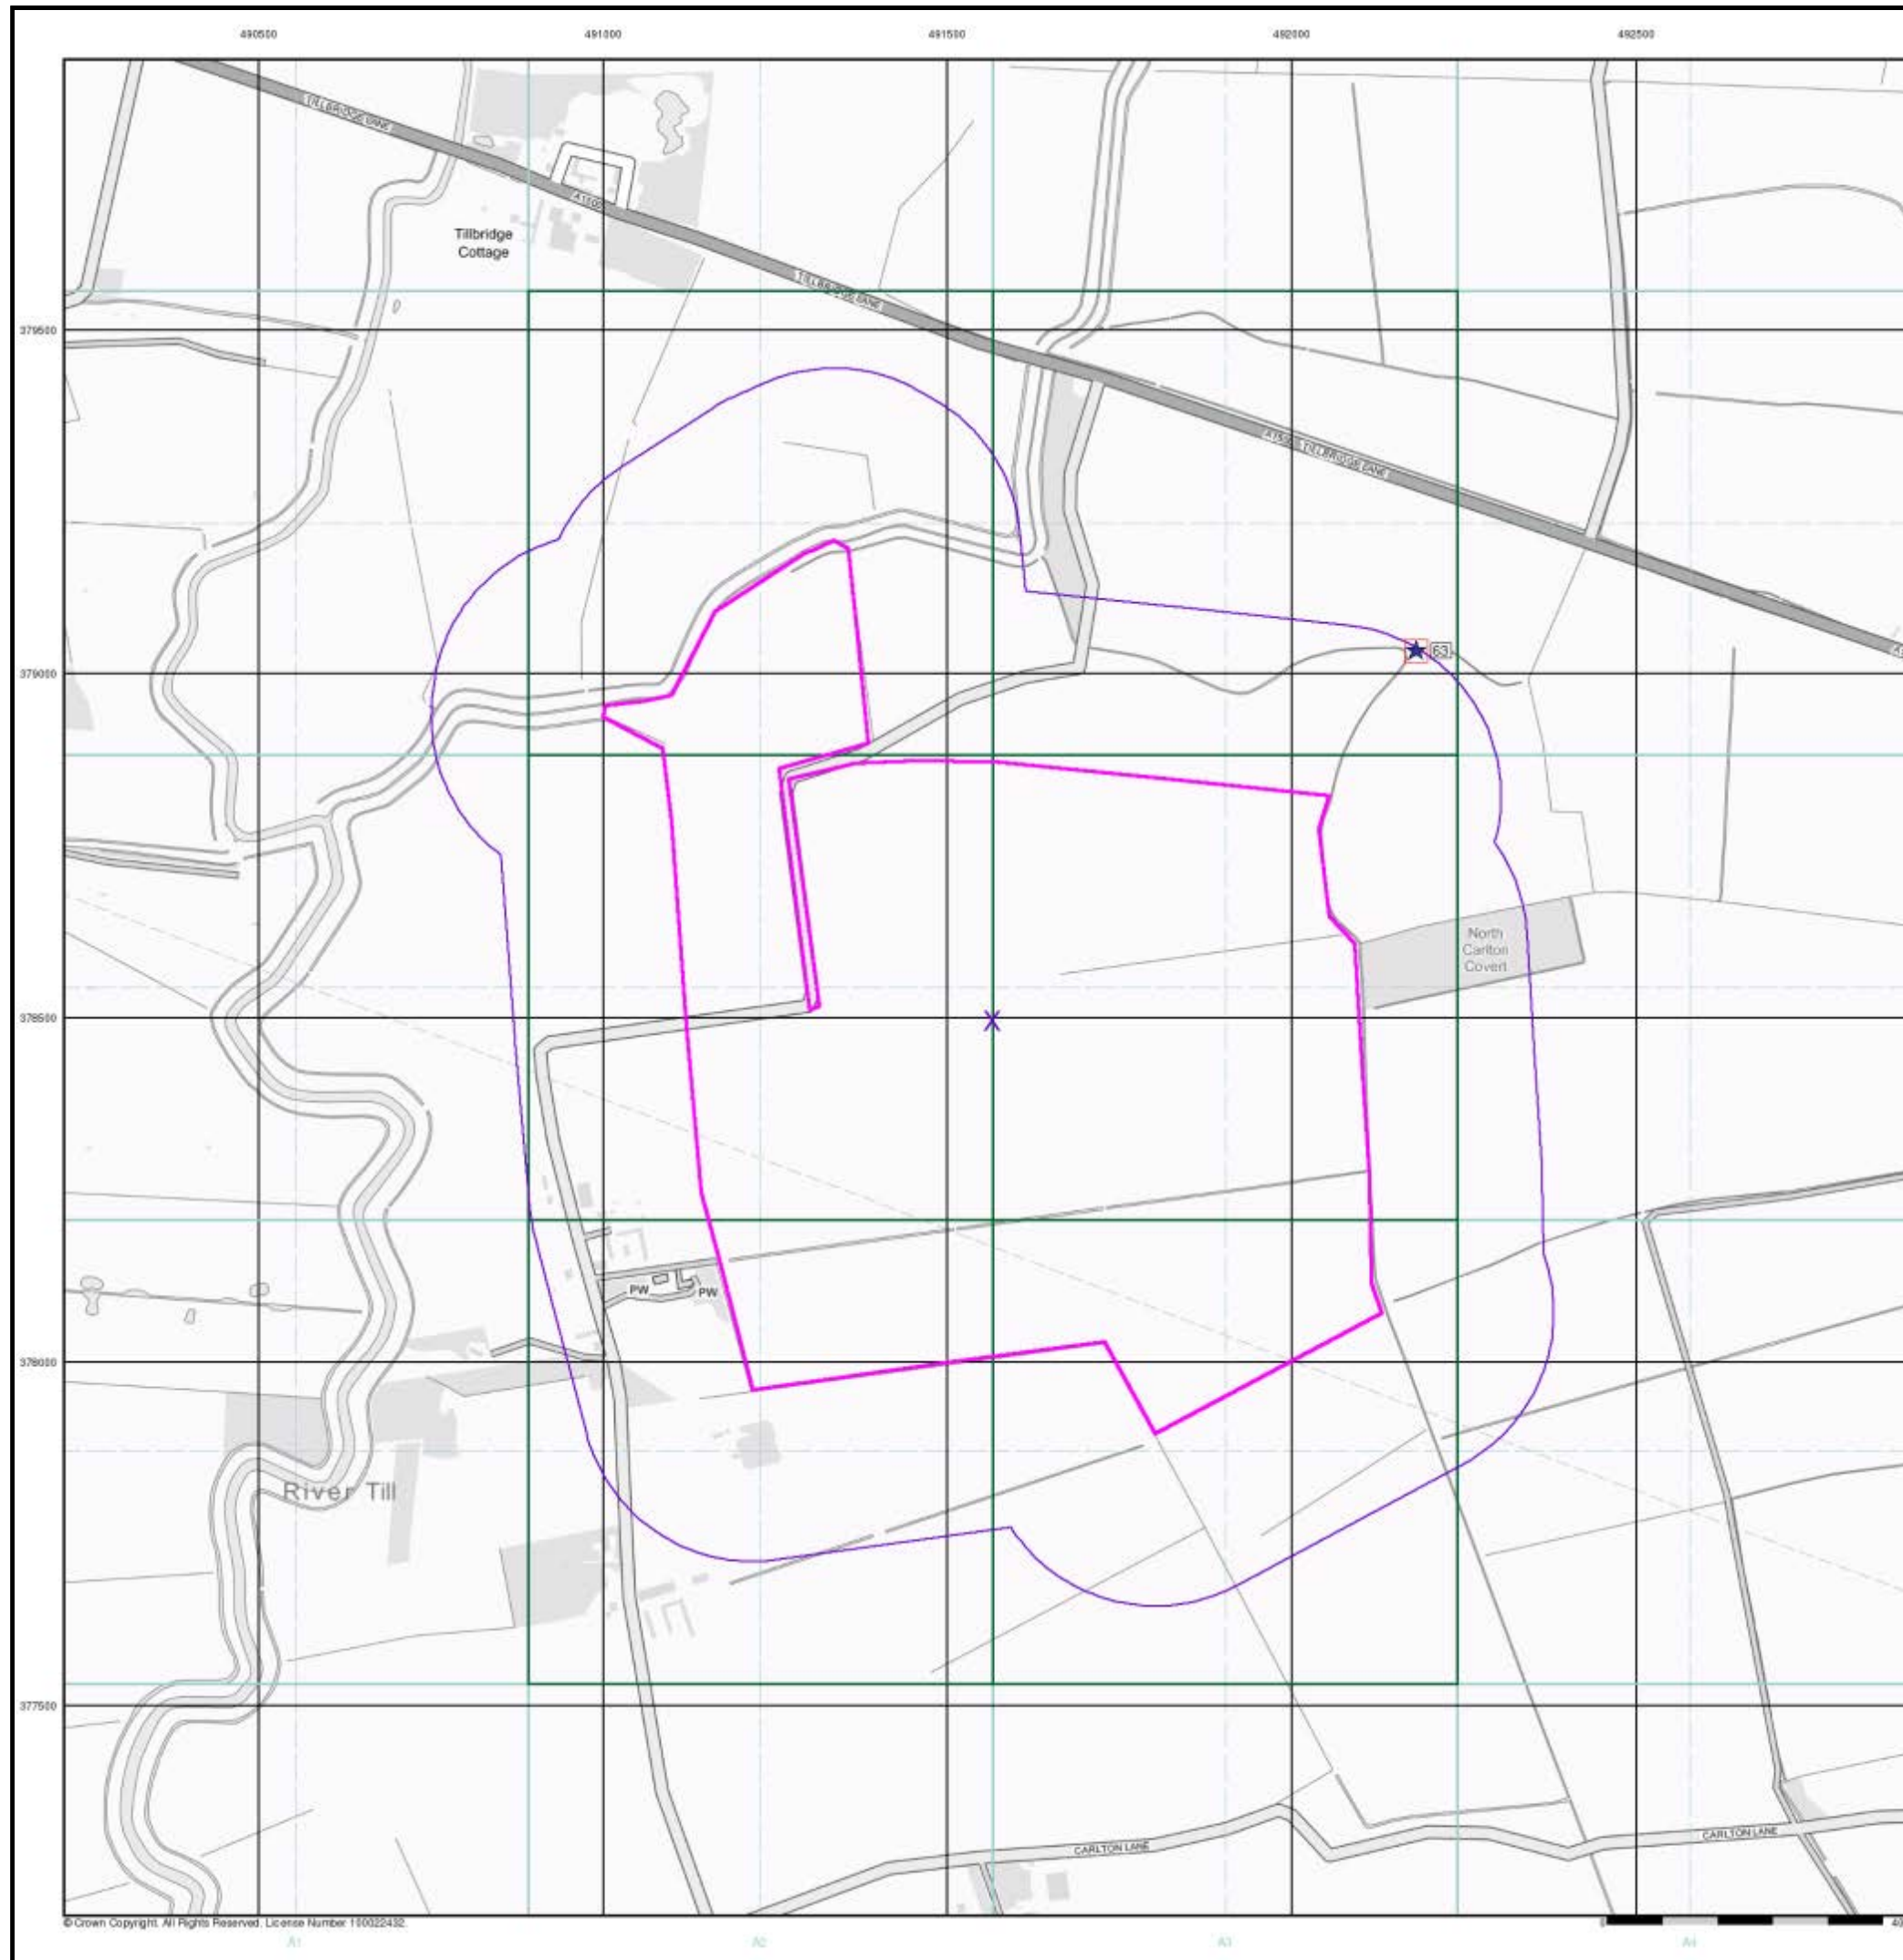 490500
491000
491500
492000
492500
TILLBRIDGE LANE
A1500
Tillbridge
Cottage
TILLBRIDGE LANE
379500
A1500 TILLBRIDGE LANE
63
379000
North
Carlton
Covert
378500
PW
PW
378000
River Till
377500
CARLTON LANE
CARLTON LANE
© Crown Copyright. All Rights Reserved. License Number 100022432.
A1
A2
A3
A4